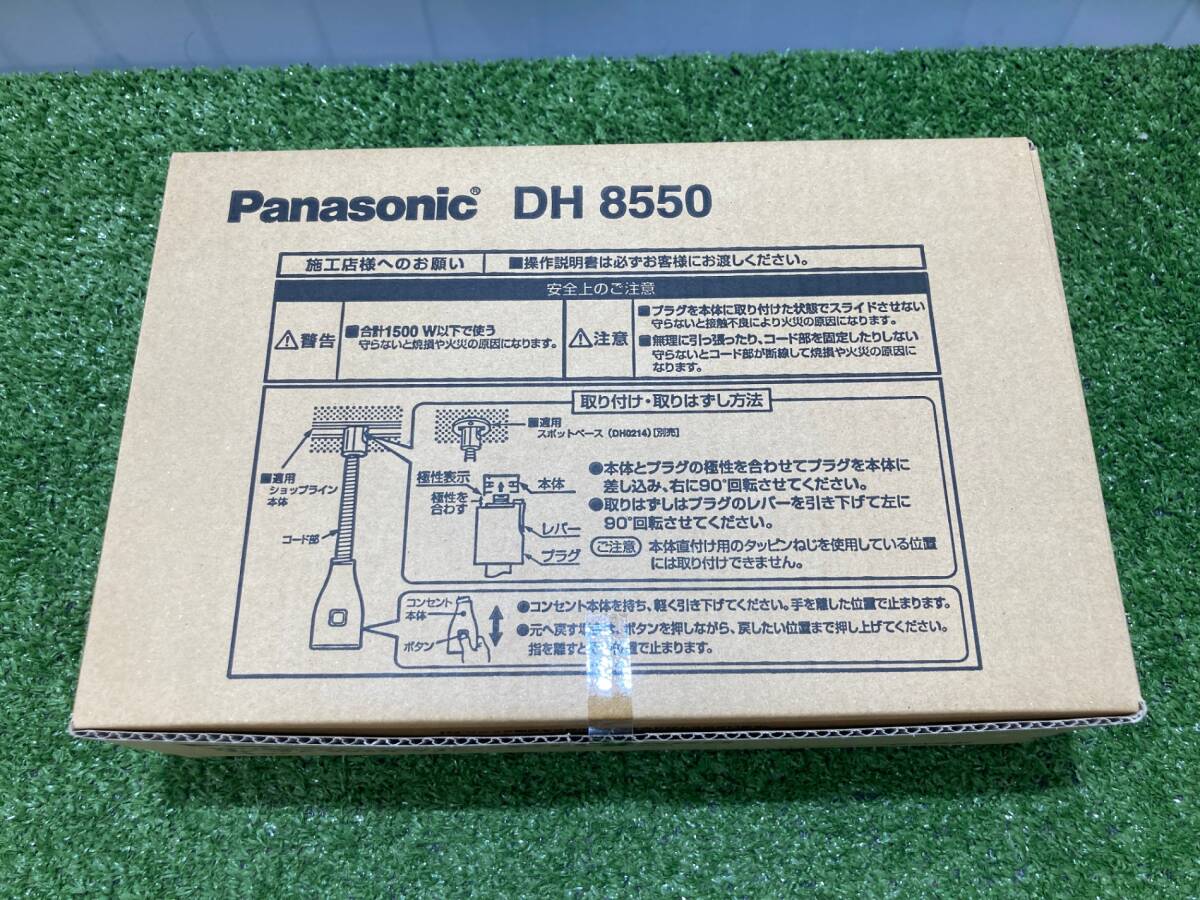 Panasonic® DH 8550
施工店様へのお願い ■操作説明書は必ずお客様にお渡しください。
安全上のご注意
⚠警告
■合計1500 W以下で使う
守らないと焼損や火災の原因になります。
⚠注意
■プラグを本体に取り付けた状態でスライドさせない
守らないと接触不良により火災の原因になります。
■無理に引っ張ったり、コード部を固定したりしない
守らないとコード部が断線して焼損や火災の原因に
なります。
取り付け・取りはずし方法
■適用
ショップライン
本体
コード部
■適用
スポットベース（DH0214）[別売]
極性表示
極性を
合わす
本体
レバー
プラグ
●本体とプラグの極性を合わせてプラグを本体に
差し込み、右に90°回転させてください。
●取りはずしはプラグのレバーを引き下げて左に
90°回転させてください。
ご注意 本体直付け用のタッピンねじを使用している位置
には取り付けできません。
コンセント
本体
ボタン
●コンセント本体を持ち、軽く引き下げてください。手を離した位置で止まります。
●元へ戻す ボタンを押しながら、戻したい位置まで押し上げてください。
指を離すと 置で止まります。